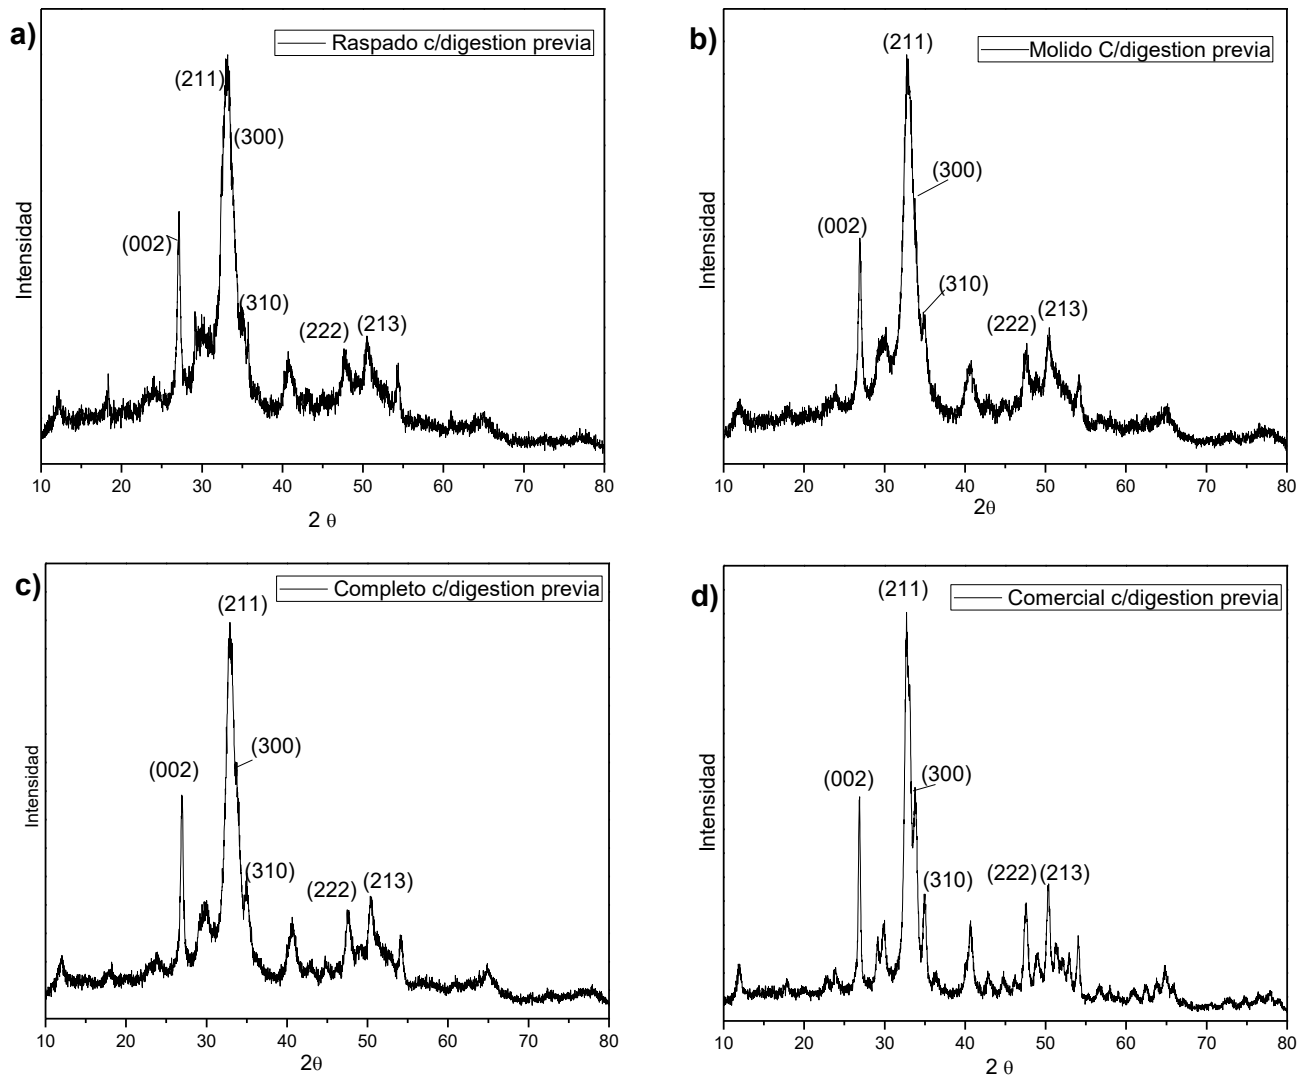 a)
Raspado c/digestion previa
(211)
(300)
(002)
(310)
(222)
(213)
Intensidad
10 20 30 40 50 60 70 80
2 θ
b)
Molido C/digestion previa
(211)
(300)
(002)
(310)
(222)
(213)
Intensidad
10 20 30 40 50 60 70 80
2θ
c)
Completo c/digestion previa
(211)
(300)
(002)
(310)
(222)
(213)
Intensidad
10 20 30 40 50 60 70 80
2θ
d)
Comercial c/digestion previa
(211)
(300)
(002)
(310)
(222)
(213)
Intensidad
10 20 30 40 50 60 70 80
2 θ